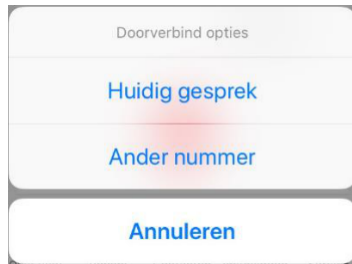 Doorverbind opties
Huidig gesprek
Ander nummer
Annuleren